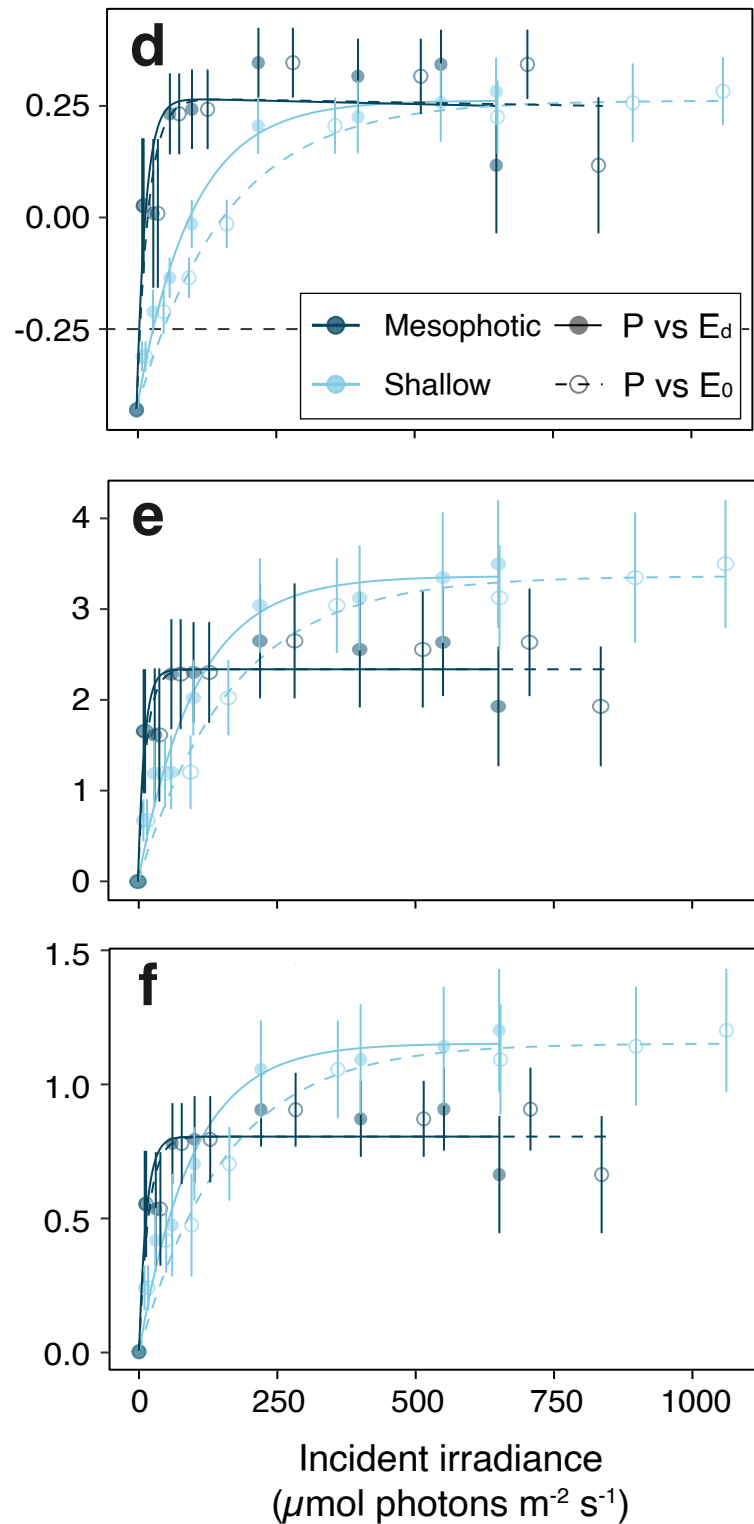 d
0.25
0.00
-0.25
Mesophotic P vs Ed
Shallow P vs E0
e
4
3
2
1
0
f
1.5
1.0
0.5
0.0
0 250 500 750 1000
Incident irradiance
(µmol photons m⁻² s⁻¹)